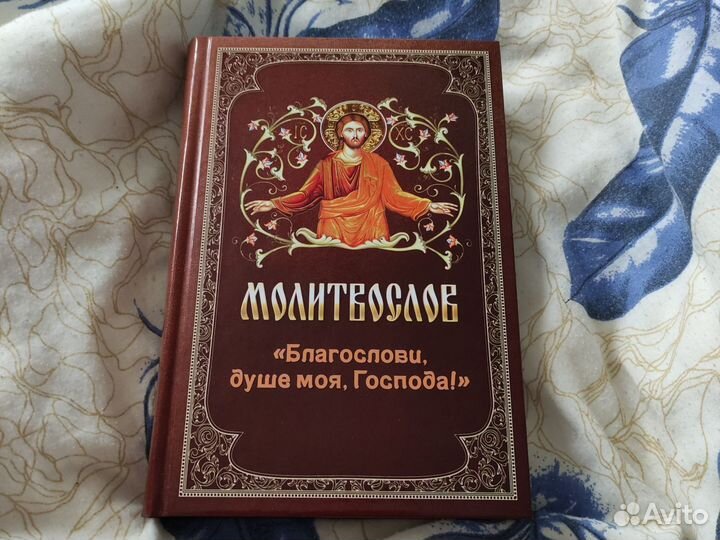 IC XC
МОЛИТВОСЛОВ
«Благослови,
душе моя, Господа!»
Avito